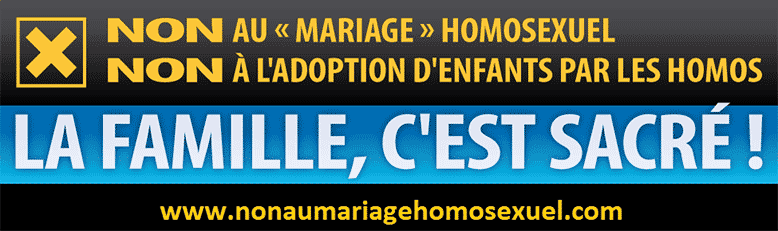 NON AU « MARIAGE » HOMOSEXUEL
NON À L'ADOPTION D'ENFANTS PAR LES HOMOS
LA FAMILLE, C'EST SACRÉ !
www.nonaumariagehomosexuel.com